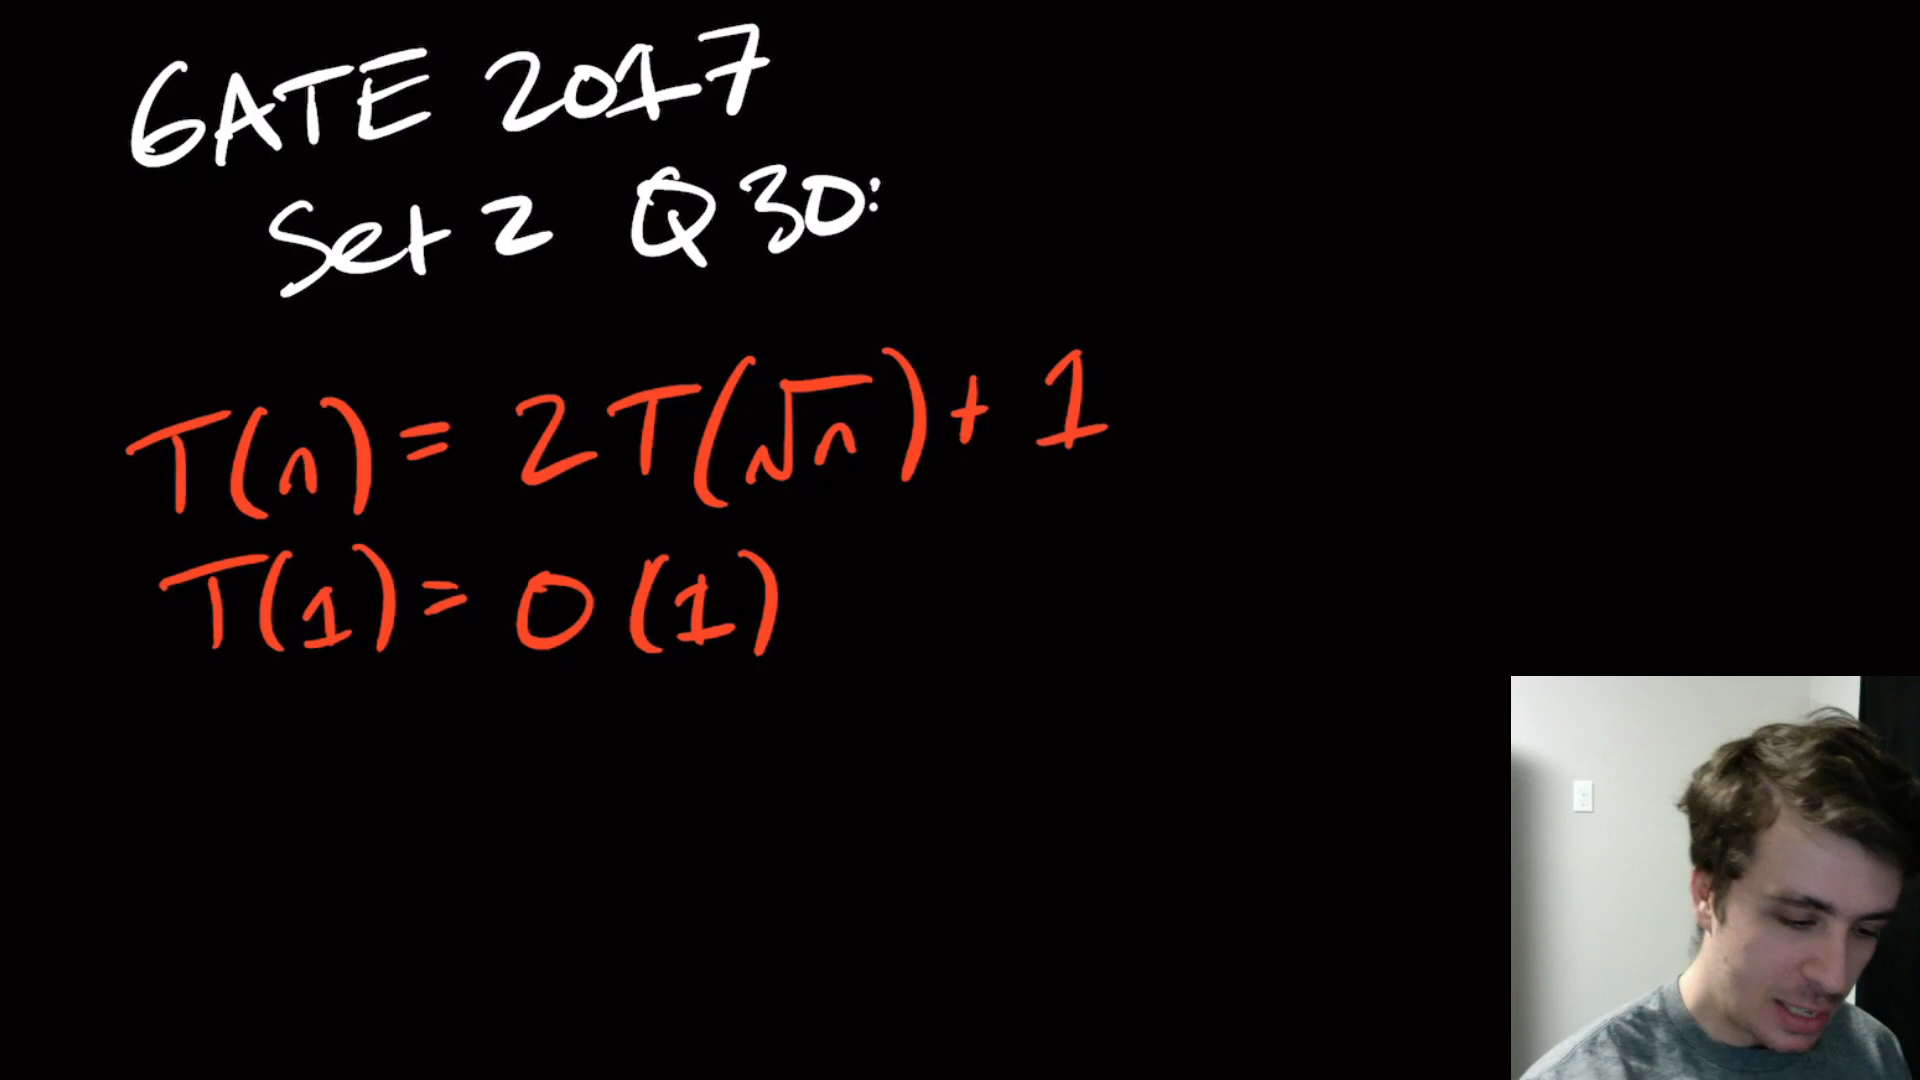 GATE 2017
Set 2 Q 30:
T(n) = 2T(√n) + 1
T(1) = O(1)